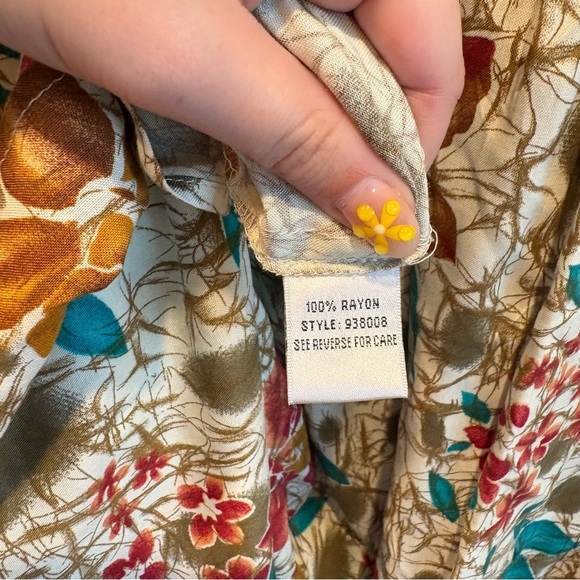 100% RAYON
STYLE: 938008
SEE REVERSE FOR CARE